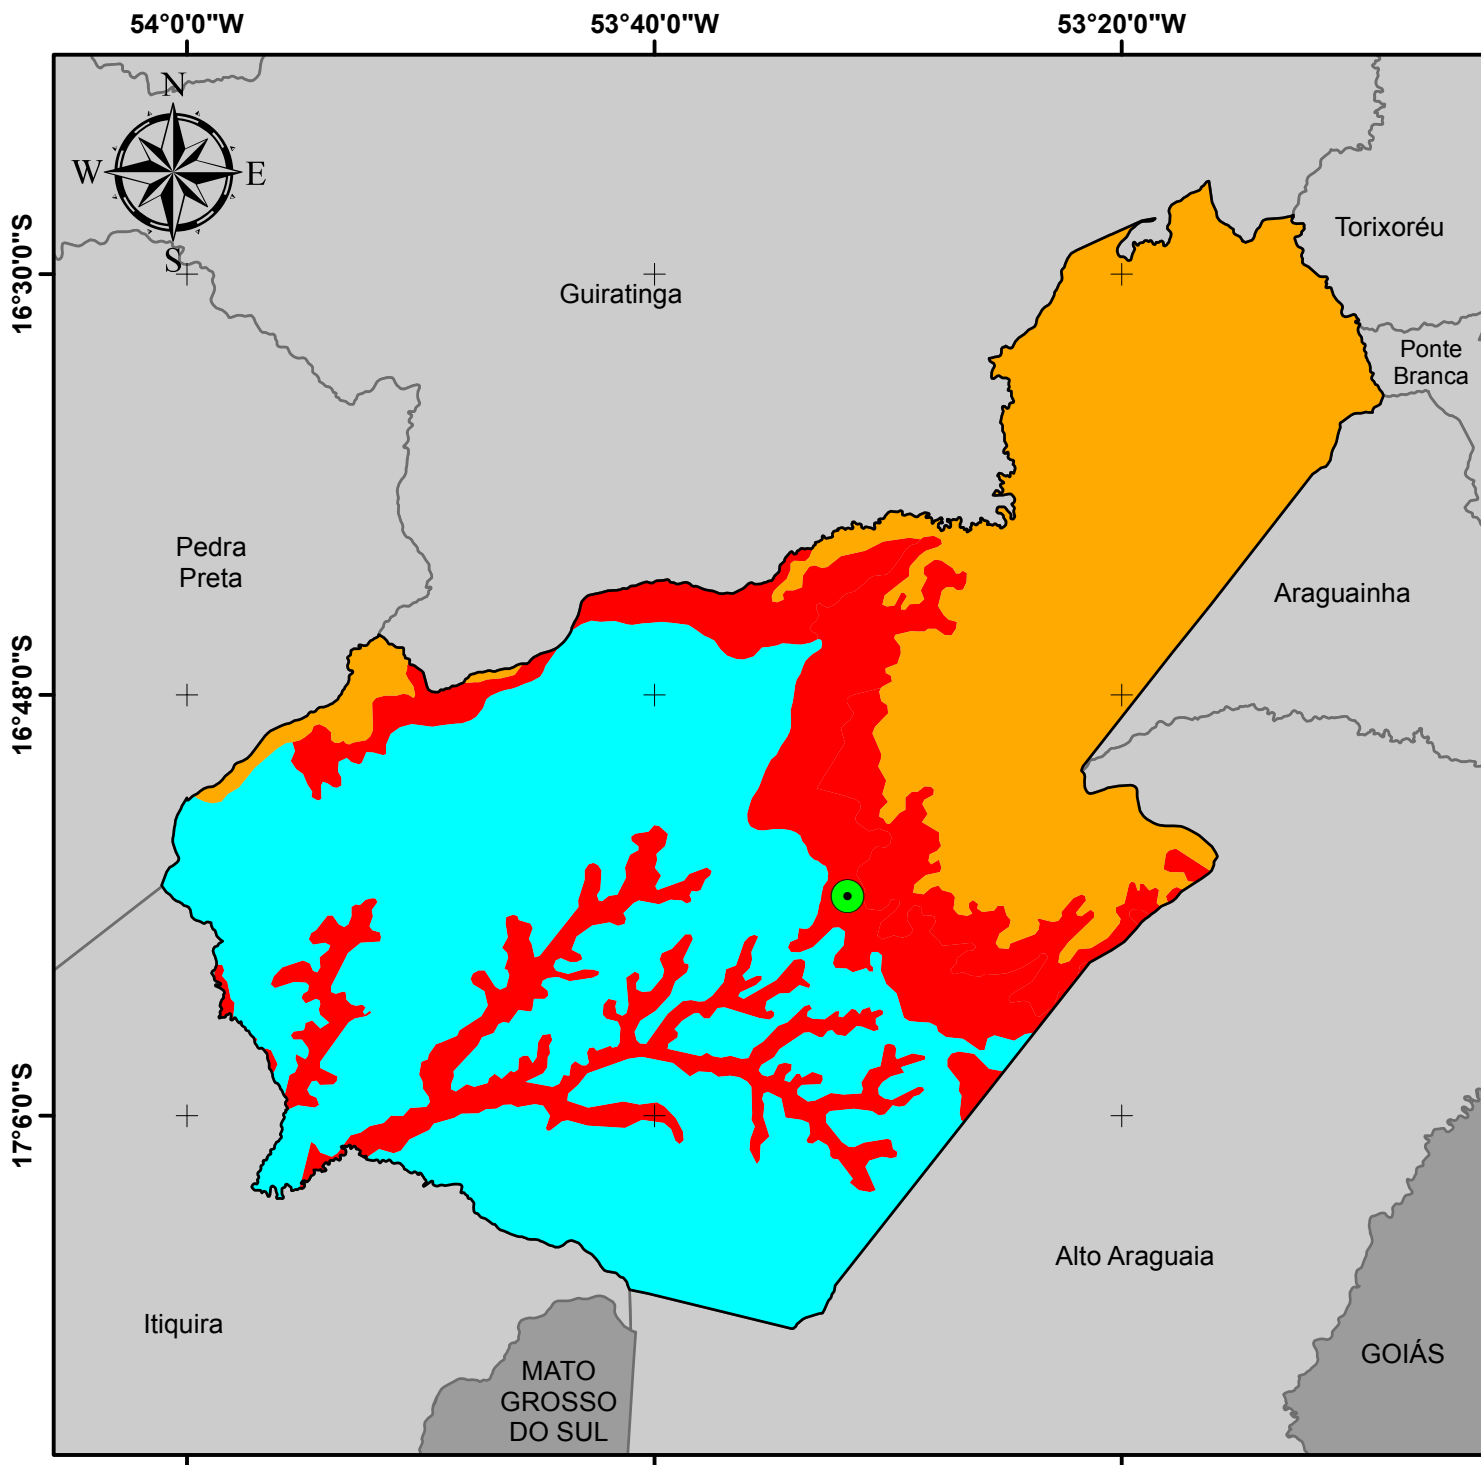 54°0'0"W 53°40'0"W 53°20'0"W
N
W E
S
16°30'0"S
16°48'0"S
17°6'0"S
Torixoréu
Guiratinga
Ponte
Branca
Pedra
Preta
Araguainha
Alto Araguaia
Itiquira
MATO
GROSSO
DO SUL
GOIÁS